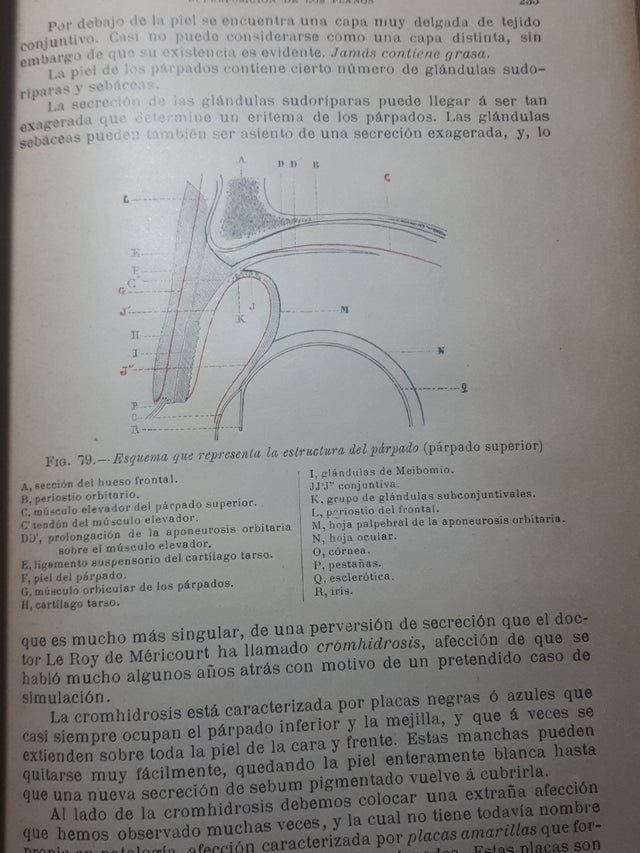 SUPERPOSICIÓN DE LOS PLANOS 233
Por debajo de la piel se encuentra una capa muy delgada de tejido
conjuntivo. Casi no puede considerarse como una capa distinta, sin
embargo de que su existencia es evidente. Jamás contiene grasa.
La piel de los párpados contiene cierto número de glándulas sudo-
ríparas y sebáceas.
La secreción de las glándulas sudoríparas puede llegar á ser tan
exagerada que determine un eritema de los párpados. Las glándulas
sebáceas pueden también ser asiento de una secreción exagerada, y, lo
A D D' B
C
L
E
F
C'
G
J'
J
K
M
H
I
N
J''
Q
P
O
R
FIG. 79.—Esquema que representa la estructura del párpado (párpado superior)
A, sección del hueso frontal.
B, periostio orbitario.
C, músculo elevador del párpado superior.
C' tendón del músculo elevador.
DD', prolongación de la aponeurosis orbitaria
sobre el músculo elevador.
E, ligamento suspensorio del cartílago tarso.
F, piel del párpado.
G, músculo orbicular de los párpados.
H, cartílago tarso.
I, glándulas de Meibomio.
JJ'J'' conjuntiva.
K, grupo de glándulas subconjuntivales.
L, periostio del frontal.
M, hoja palpebral de la aponeurosis orbitaria.
N, hoja ocular.
O, córnea.
P, pestañas.
Q, esclerótica.
R, iris.
que es mucho más singular, de una perversión de secreción que el doc-
tor Le Roy de Méricourt ha llamado cromhidrosis, afección de que se
habló mucho algunos años atrás con motivo de un pretendido caso de
simulación.
La cromhidrosis está caracterizada por placas negras ó azules que
casi siempre ocupan el párpado inferior y la mejilla, y que á veces se
extienden sobre toda la piel de la cara y frente. Estas manchas pueden
quitarse muy fácilmente, quedando la piel enteramente blanca hasta
que una nueva secreción de sebum pigmentado vuelve á cubrirla.
Al lado de la cromhidrosis debemos colocar una extraña afección
que hemos observado muchas veces, y la cual no tiene todavía nombre
propio en patología, afección caracterizada por placas amarillas que for-
Estas placas son